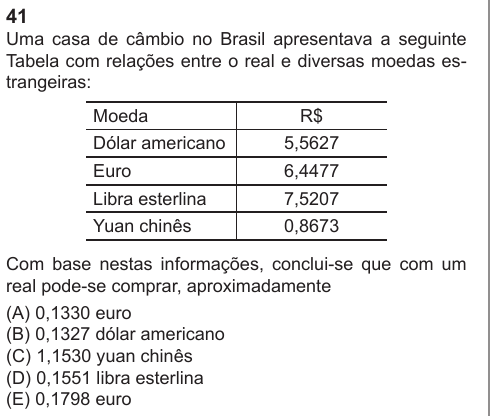 41
Uma casa de câmbio no Brasil apresentava a seguinte
Tabela com relações entre o real e diversas moedas es-
trangeiras:
Moeda R$
Dólar americano 5,5627
Euro 6,4477
Libra esterlina 7,5207
Yuan chinês 0,8673
Com base nestas informações, conclui-se que com um
real pode-se comprar, aproximadamente
(A) 0,1330 euro
(B) 0,1327 dólar americano
(C) 1,1530 yuan chinês
(D) 0,1551 libra esterlina
(E) 0,1798 euro